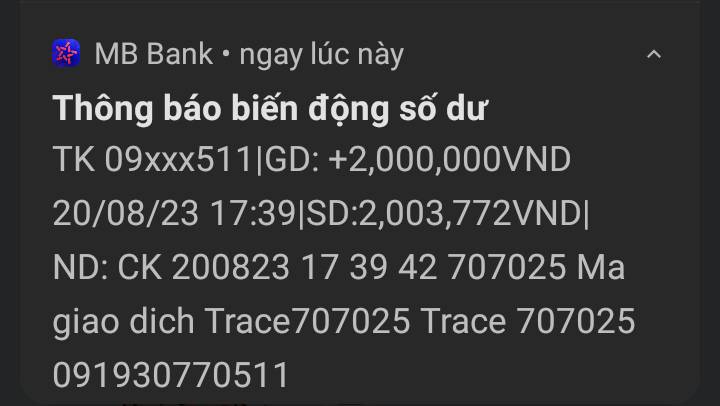 MB Bank • ngay lúc này
Thông báo biến động số dư
TK 09xxx511|GD: +2,000,000VND
20/08/23 17:39|SD:2,003,772VND|
ND: CK 200823 17 39 42 707025 Ma
giao dich Trace707025 Trace 707025
091930770511